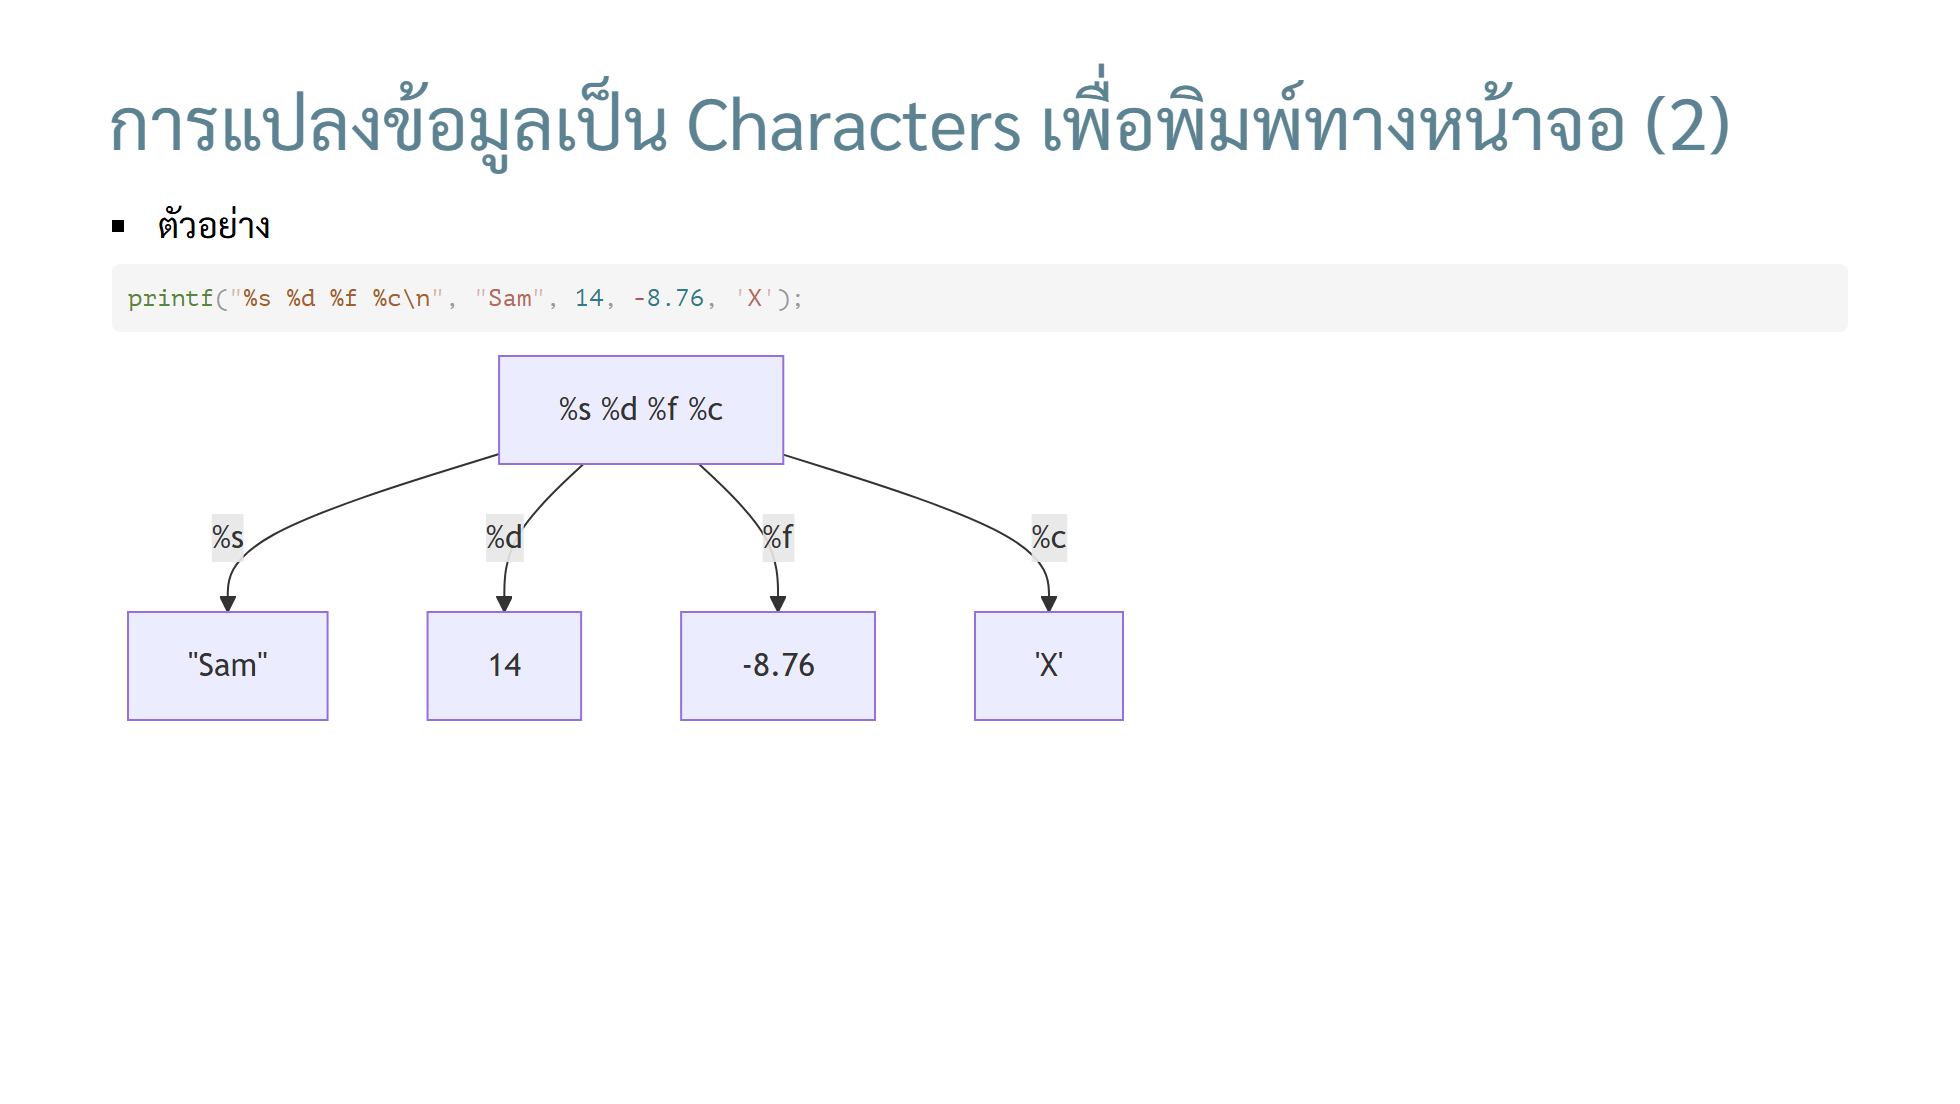 การแปลงข้อมูลเป็น Characters เพื่อพิมพ์ทางหน้าจอ (2)
▪ ตัวอย่าง
printf("%s %d %f %c\n", "Sam", 14, -8.76, 'X');
%s %d %f %c
%s %d %f %c
"Sam" 14 -8.76 'X'